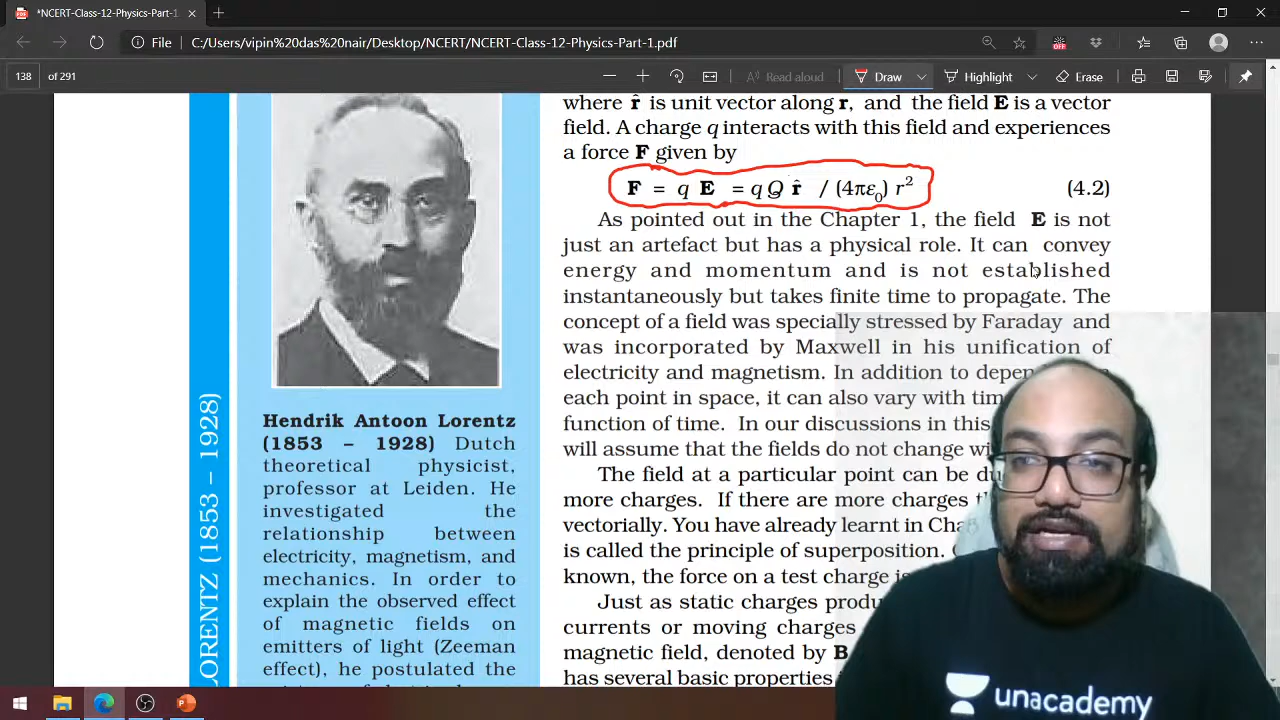 *NCERT-Class-12-Physics-Part-1.
File
C:/Users/vipin%20das%20nair/Desktop/NCERT/NCERT-Class-12-Physics-Part-1.pdf
138 of 291
Read aloud
Draw
Highlight
Erase
LORENTZ (1853 – 1928)
Hendrik Antoon Lorentz
(1853 – 1928) Dutch
theoretical physicist,
professor at Leiden. He
investigated the
relationship between
electricity, magnetism, and
mechanics. In order to
explain the observed effect
of magnetic fields on
emitters of light (Zeeman
effect), he postulated the
where r̂ is unit vector along r, and the field E is a vector
field. A charge q interacts with this field and experiences
a force F given by
F = q E = q Q r̂ / (4πε₀) r² (4.2)
As pointed out in the Chapter 1, the field E is not
just an artefact but has a physical role. It can convey
energy and momentum and is not established
instantaneously but takes finite time to propagate. The
concept of a field was specially stressed by Faraday and
was incorporated by Maxwell in his unification of
electricity and magnetism. In addition to
each point in space, it can also vary with
function of time. In our discussions in this
will assume that the fields do not change
The field at a particular point can be
more charges. If there are more charges
vectorially. You have already learnt in
is called the principle of superposition.
known, the force on a test charge is
Just as static charges
currents or moving charges
magnetic field, denoted by B
has several basic properties
unacademy